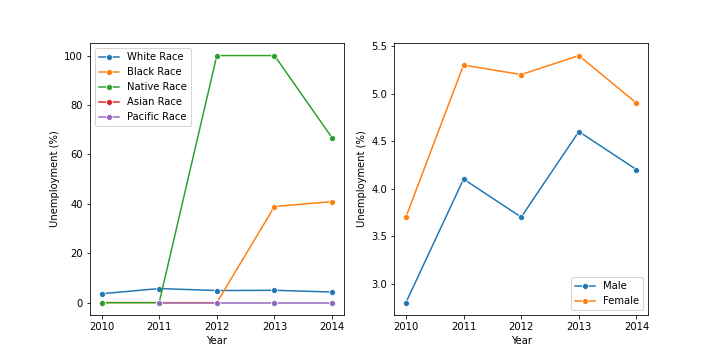 100
80
60
40
20
0
Unemployment (%)
White Race
Black Race
Native Race
Asian Race
Pacific Race
2010 2011 2012 2013 2014
Year
5.5
5.0
4.5
4.0
3.5
3.0
Unemployment (%)
Male
Female
2010 2011 2012 2013 2014
Year